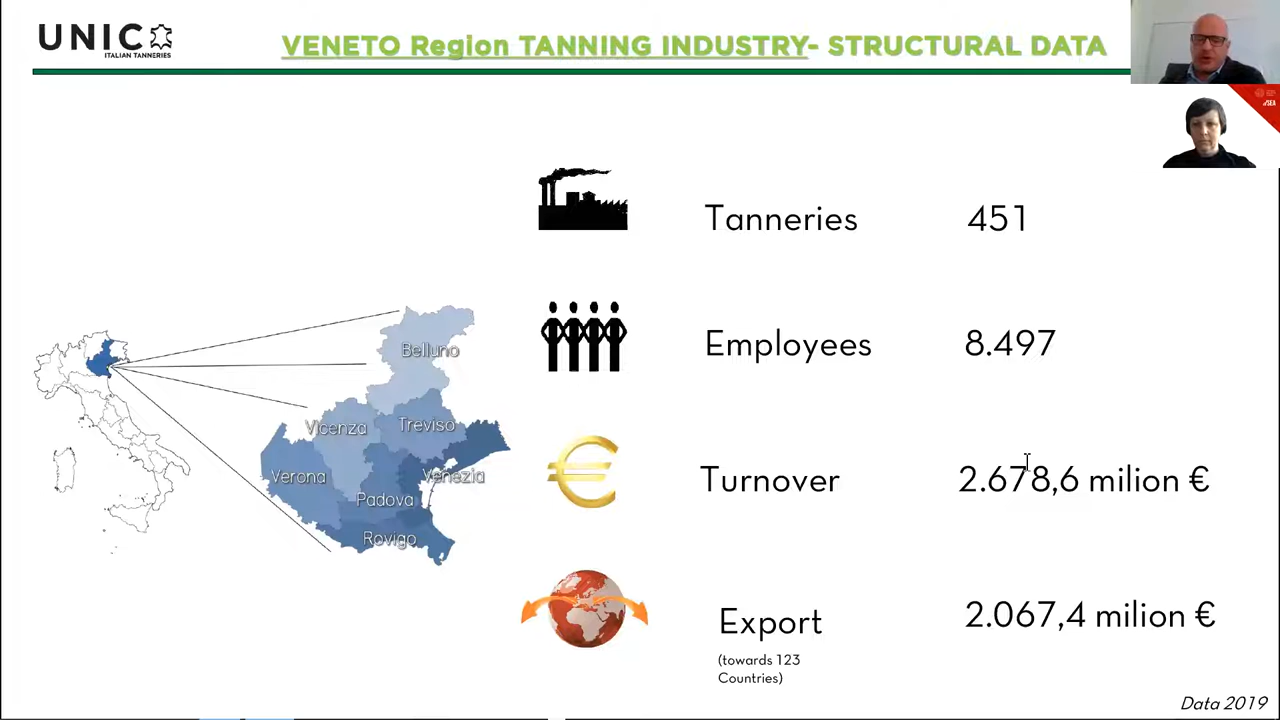 UNIC
ITALIAN TANNERIES
VENETO Region TANNING INDUSTRY- STRUCTURAL DATA
Tanneries 451
Employees 8.497
Turnover 2.678,6 milion €
Export 2.067,4 milion €
(towards 123
Countries)
Belluno
Vicenza Treviso
Verona Venezia
Padova
Rovigo
Data 2019